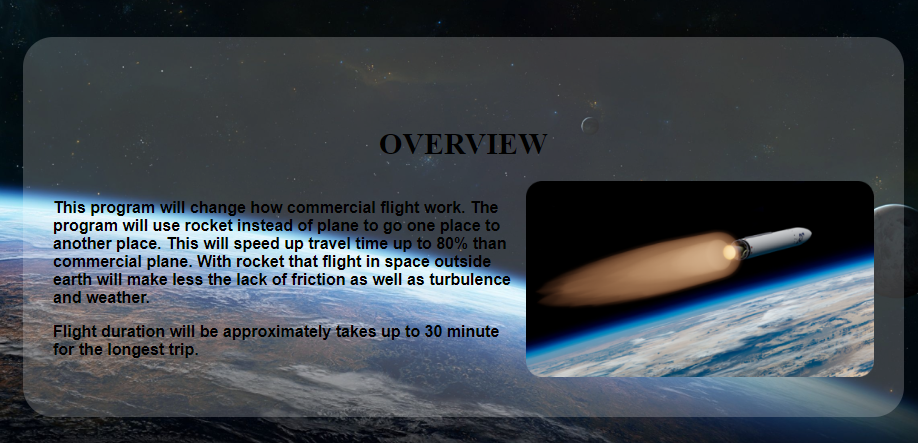 OVERVIEW
This program will change how commercial flight work. The
program will use rocket instead of plane to go one place to
another place. This will speed up travel time up to 80% than
commercial plane. With rocket that flight in space outside
earth will make less the lack of friction as well as turbulence
and weather.
Flight duration will be approximately takes up to 30 minute
for the longest trip.